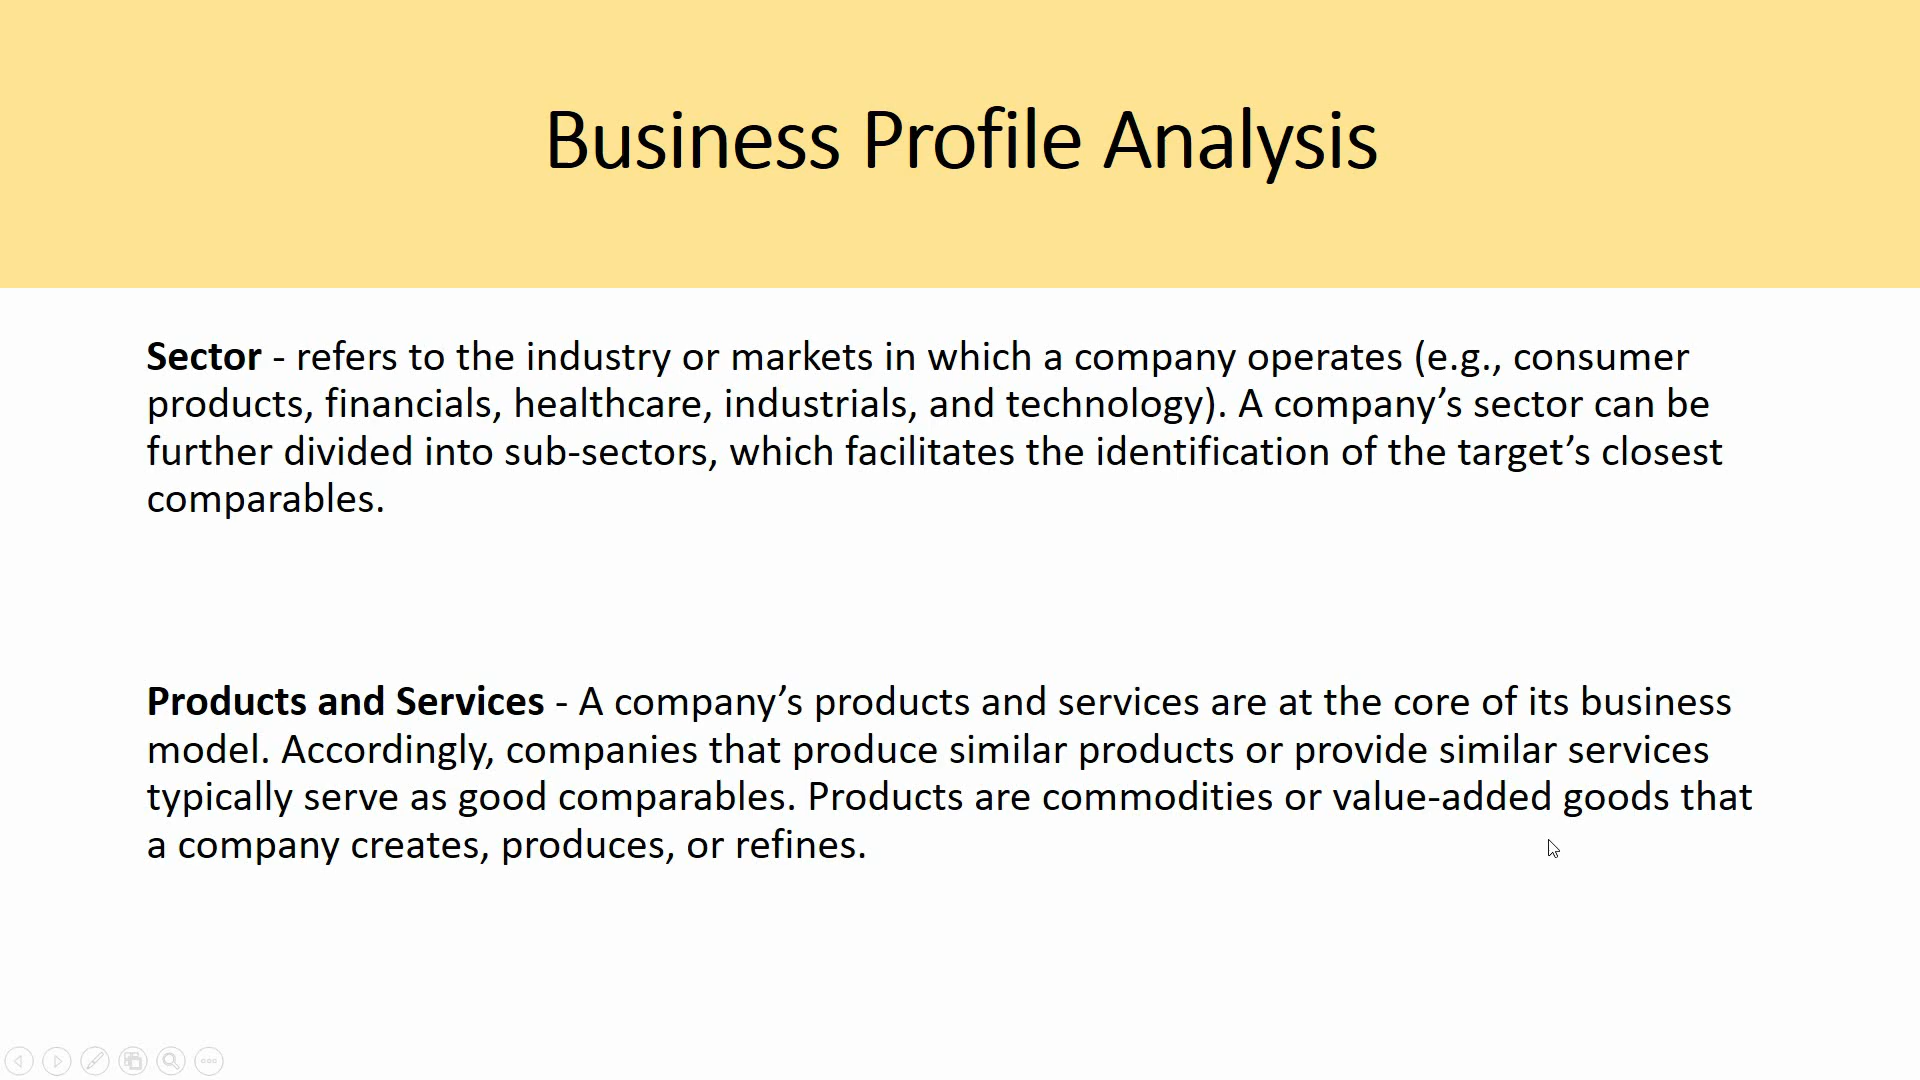 Business Profile Analysis
Sector - refers to the industry or markets in which a company operates (e.g., consumer
products, financials, healthcare, industrials, and technology). A company’s sector can be
further divided into sub-sectors, which facilitates the identification of the target’s closest
comparables.
Products and Services - A company’s products and services are at the core of its business
model. Accordingly, companies that produce similar products or provide similar services
typically serve as good comparables. Products are commodities or value-added goods that
a company creates, produces, or refines.